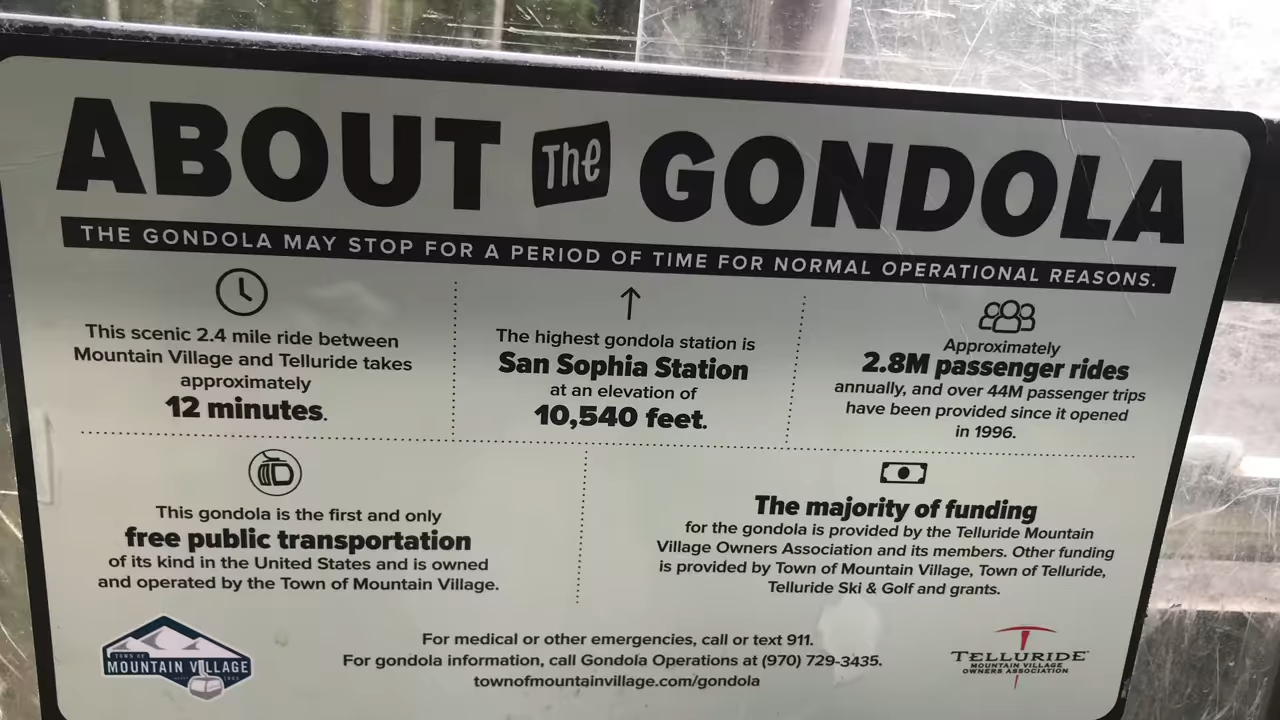 ABOUT The GONDOLA
THE GONDOLA MAY STOP FOR A PERIOD OF TIME FOR NORMAL OPERATIONAL REASONS.
This scenic 2.4 mile ride between
Mountain Village and Telluride takes
approximately
12 minutes.
The highest gondola station is
San Sophia Station
at an elevation of
10,540 feet.
Approximately
2.8M passenger rides
annually, and over 44M passenger trips
have been provided since it opened
in 1996.
This gondola is the first and only
free public transportation
of its kind in the United States and is owned
and operated by the Town of Mountain Village.
The majority of funding
for the gondola is provided by the Telluride Mountain
Village Owners Association and its members. Other funding
is provided by Town of Mountain Village, Town of Telluride,
Telluride Ski & Golf and grants.
TOWN OF
MOUNTAIN VILLAGE
For medical or other emergencies, call or text 911.
For gondola information, call Gondola Operations at (970) 729-3435.
townofmountainvillage.com/gondola
TELLURIDE
MOUNTAIN VILLAGE
OWNERS ASSOCIATION